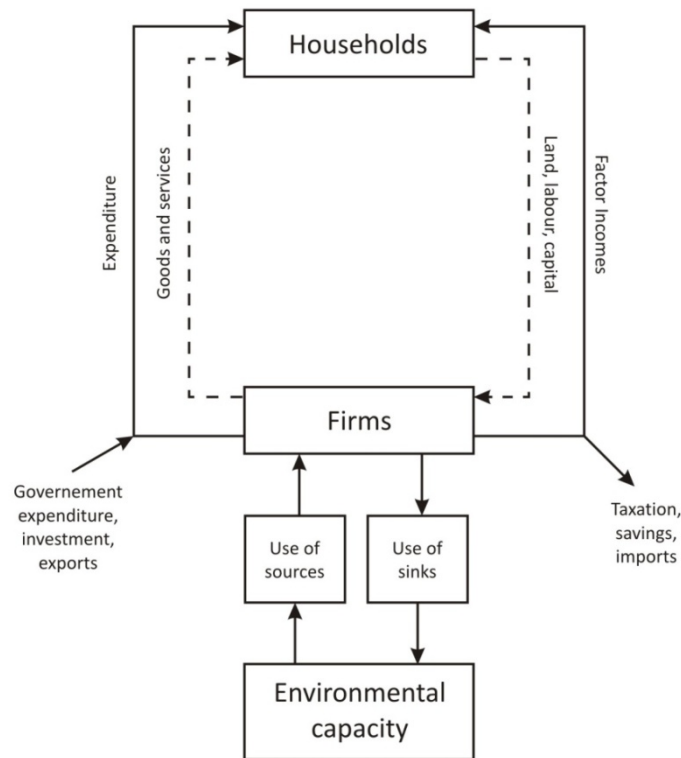 Households
Expenditure
Goods and services
Land, labour, capital
Factor Incomes
Firms
Governement
expenditure,
investment,
exports
Taxation,
savings,
imports
Use of
sources
Use of
sinks
Environmental
capacity